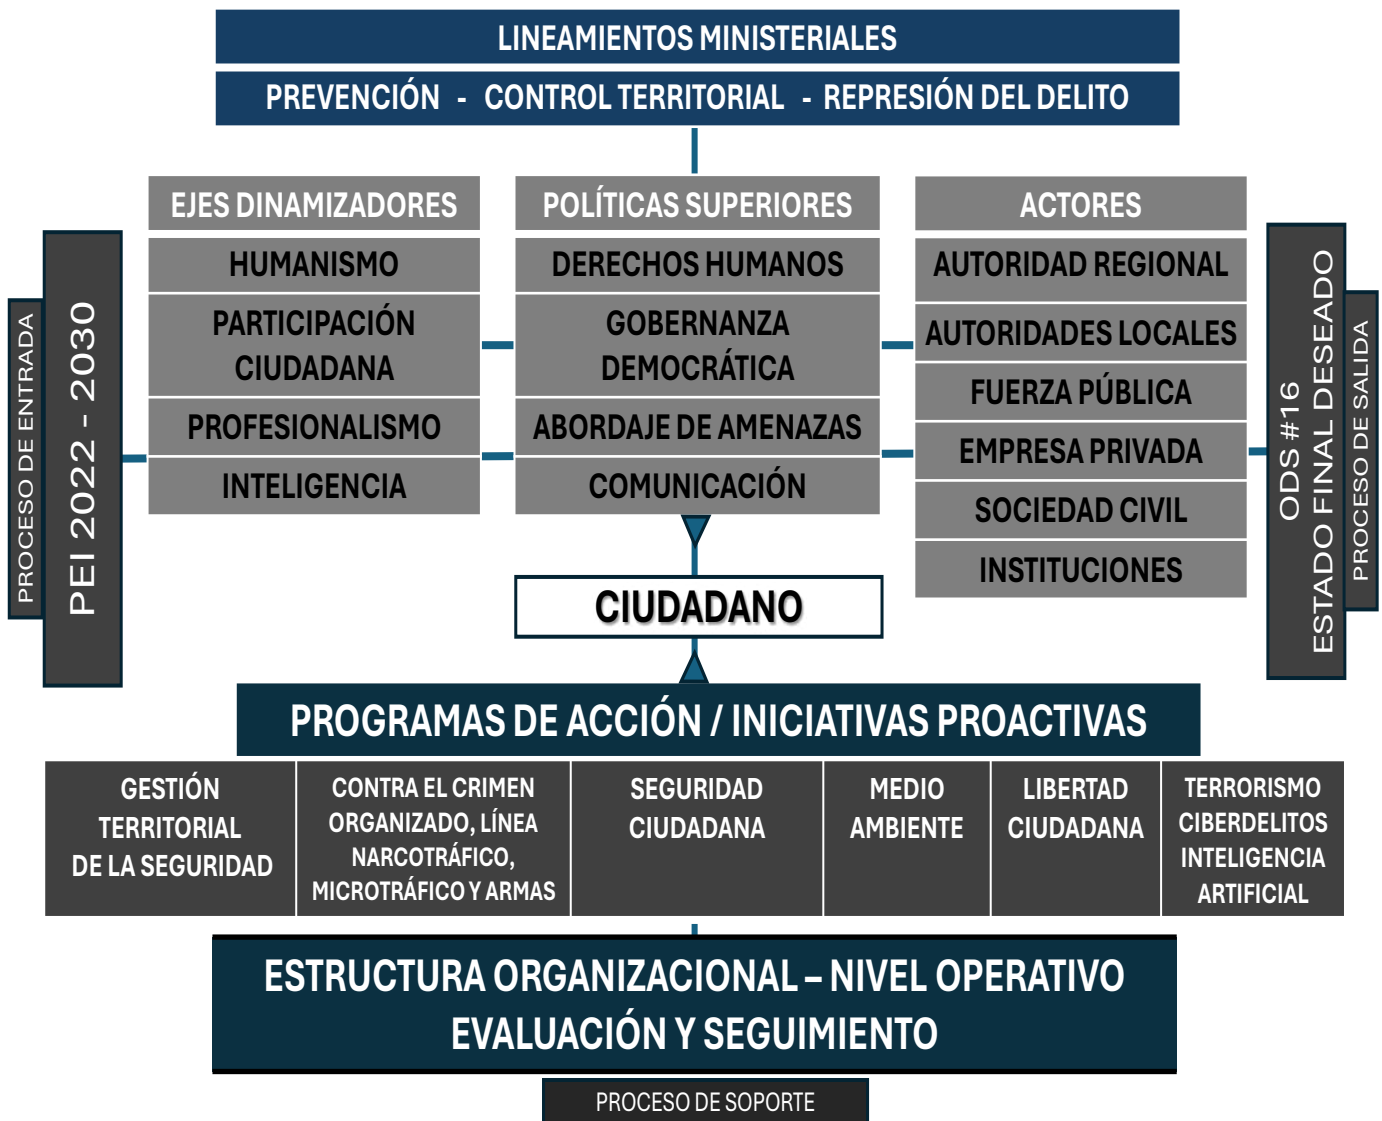 LINEAMIENTOS MINISTERIALES
PREVENCIÓN - CONTROL TERRITORIAL - REPRESIÓN DEL DELITO
PROCESO DE ENTRADA
PEI 2022 - 2030
EJES DINAMIZADORES
HUMANISMO
PARTICIPACIÓN
CIUDADANA
PROFESIONALISMO
INTELIGENCIA
POLÍTICAS SUPERIORES
DERECHOS HUMANOS
GOBERNANZA
DEMOCRÁTICA
ABORDAJE DE AMENAZAS
COMUNICACIÓN
ACTORES
AUTORIDAD REGIONAL
AUTORIDADES LOCALES
FUERZA PÚBLICA
EMPRESA PRIVADA
SOCIEDAD CIVIL
INSTITUCIONES
ODS #16
ESTADO FINAL DESEADO
PROCESO DE SALIDA
CIUDADANO
PROGRAMAS DE ACCIÓN / INICIATIVAS PROACTIVAS
GESTIÓN
TERRITORIAL
DE LA SEGURIDAD
CONTRA EL CRIMEN
ORGANIZADO, LÍNEA
NARCOTRÁFICO,
MICROTRÁFICO Y ARMAS
SEGURIDAD
CIUDADANA
MEDIO
AMBIENTE
LIBERTAD
CIUDADANA
TERRORISMO
CIBERDELITOS
INTELIGENCIA
ARTIFICIAL
ESTRUCTURA ORGANIZACIONAL – NIVEL OPERATIVO
EVALUACIÓN Y SEGUIMIENTO
PROCESO DE SOPORTE